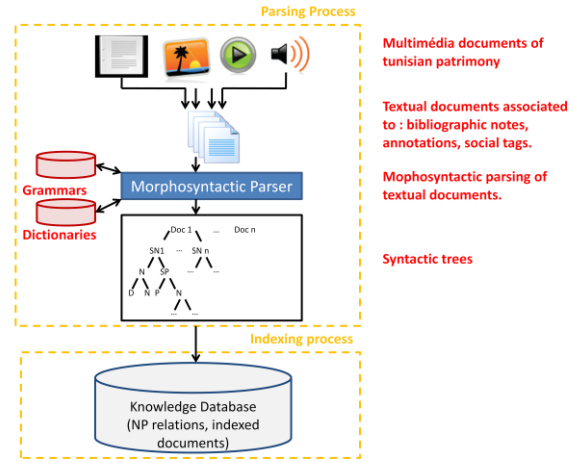 Parsing Process
Multimédia documents of
tunisian patrimony
Textual documents associated
to : bibliographic notes,
annotations, social tags.
Grammars
Morphosyntactic Parser
Mophosyntactic parsing of
textual documents.
Dictionaries
Doc 1 ... Doc n
SN1 ... SN n
N SP ... ...
D N P N
... ...
Syntactic trees
Indexing process
Knowledge Database
(NP relations, indexed
documents)